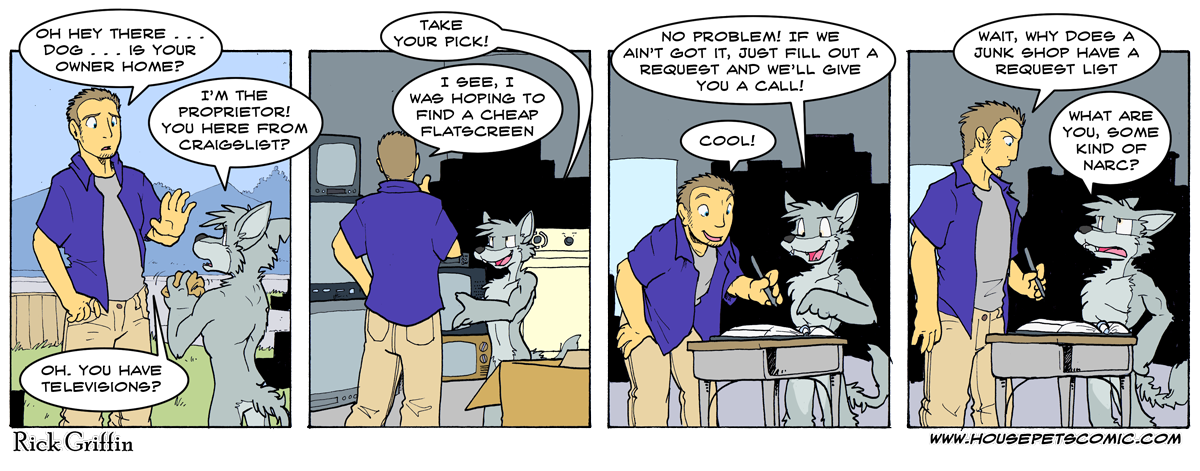 OH HEY THERE . . .
DOG . . . IS YOUR
OWNER HOME?
I'M THE
PROPRIETOR!
YOU HERE FROM
CRAIGSLIST?
OH. YOU HAVE
TELEVISIONS?
TAKE
YOUR PICK!
I SEE, I
WAS HOPING TO
FIND A CHEAP
FLATSCREEN
NO PROBLEM! IF WE
AIN'T GOT IT, JUST FILL OUT A
REQUEST AND WE'LL GIVE
YOU A CALL!
COOL!
WAIT, WHY DOES A
JUNK SHOP HAVE A
REQUEST LIST
WHAT ARE
YOU, SOME
KIND OF
NARC?
Rick Griffin
WWW.HOUSEPETSCOMIC.COM